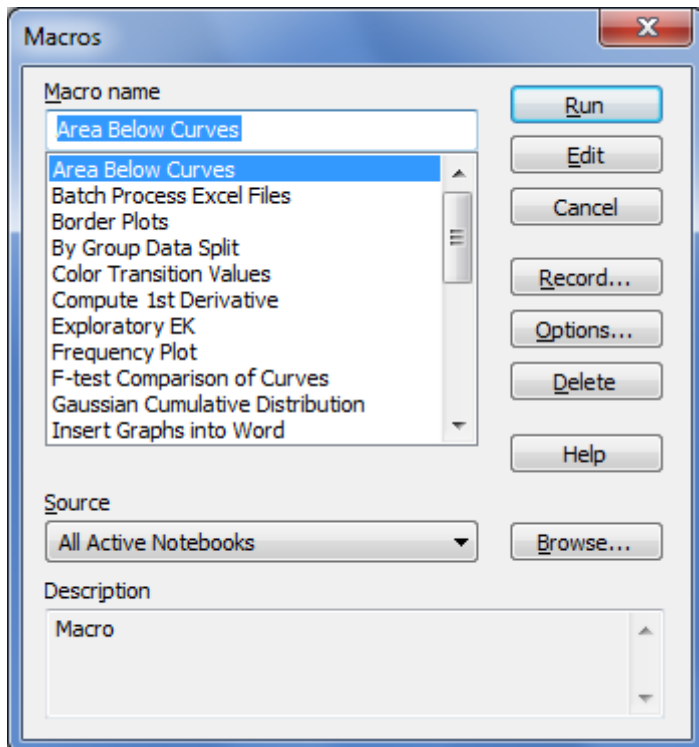 Macros
Macro name
Area Below Curves
Area Below Curves
Batch Process Excel Files
Border Plots
By Group Data Split
Color Transition Values
Compute 1st Derivative
Exploratory EK
Frequency Plot
F-test Comparison of Curves
Gaussian Cumulative Distribution
Insert Graphs into Word
Run
Edit
Cancel
Record...
Options...
Delete
Help
Source
All Active Notebooks
Browse...
Description
Macro